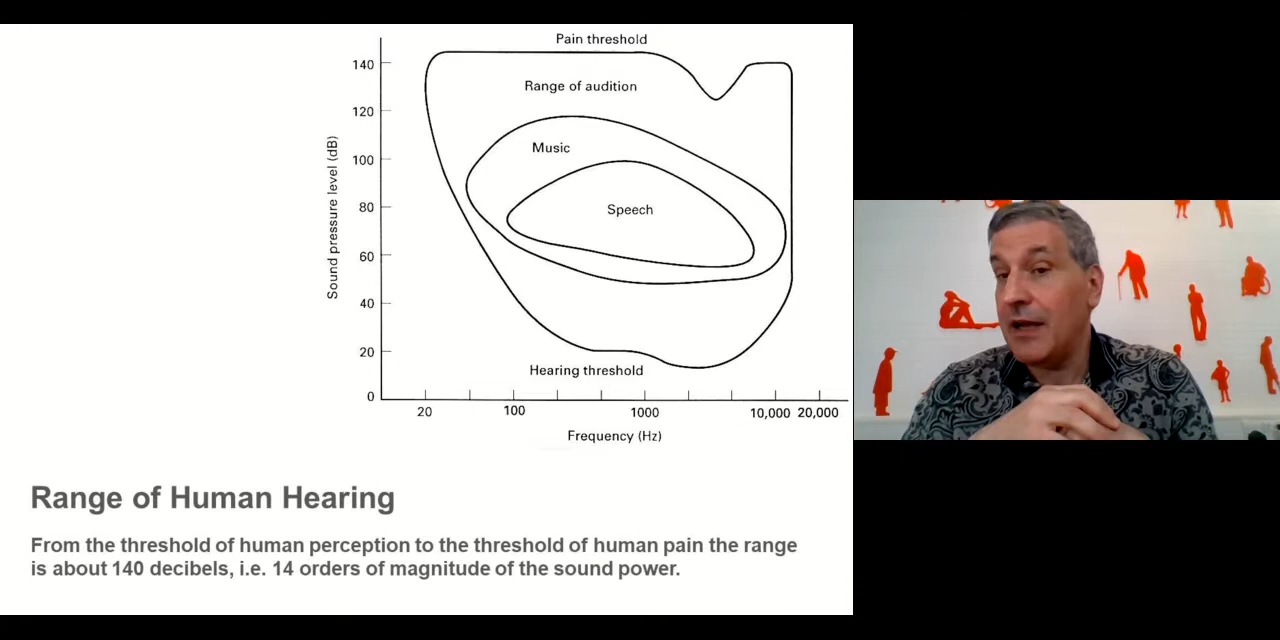 Pain threshold
140
Range of audition
120
Music
100
Speech
80
60
40
20
Hearing threshold
0
Sound pressure level (dB)
20 100 1000 10,000 20,000
Frequency (Hz)
Range of Human Hearing
From the threshold of human perception to the threshold of human pain the range
is about 140 decibels, i.e. 14 orders of magnitude of the sound power.